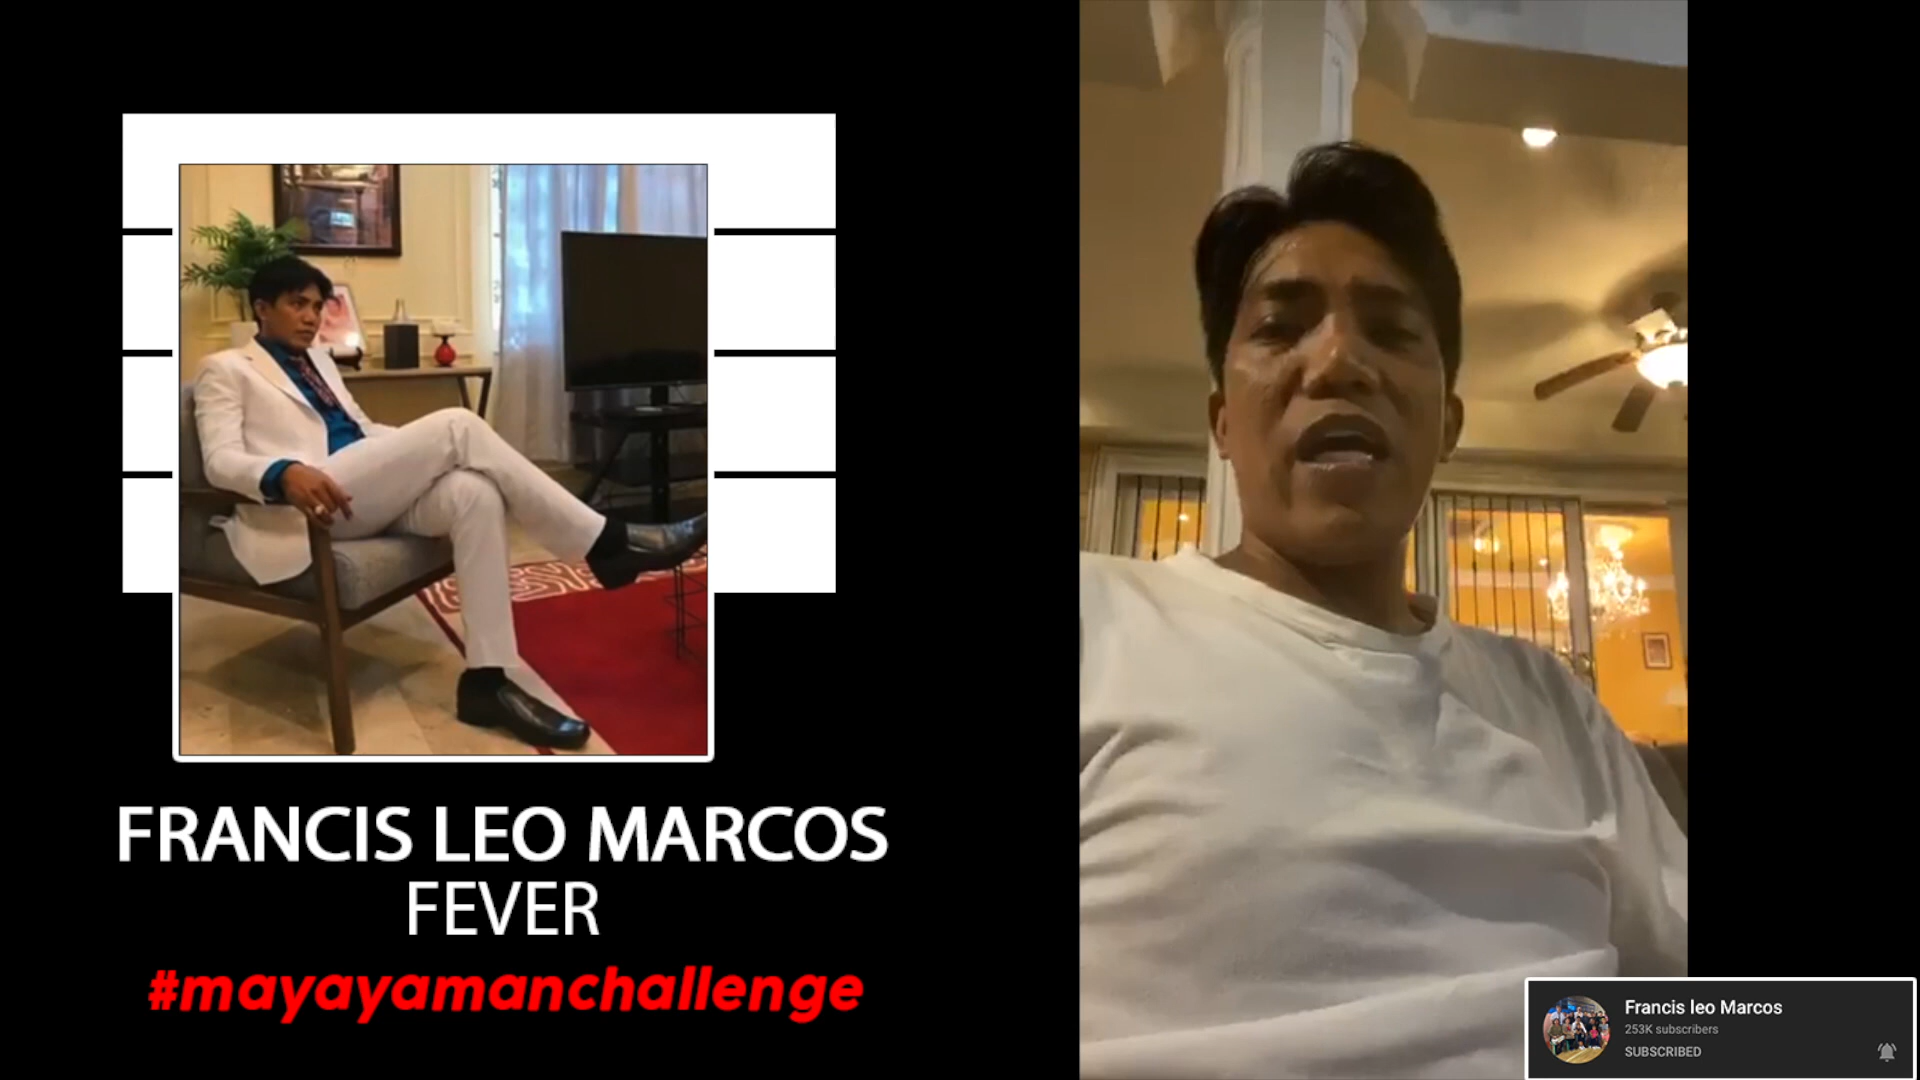 FRANCIS LEO MARCOS
FEVER
#mayayamanchallenge
Francis leo Marcos
253K subscribers
SUBSCRIBED